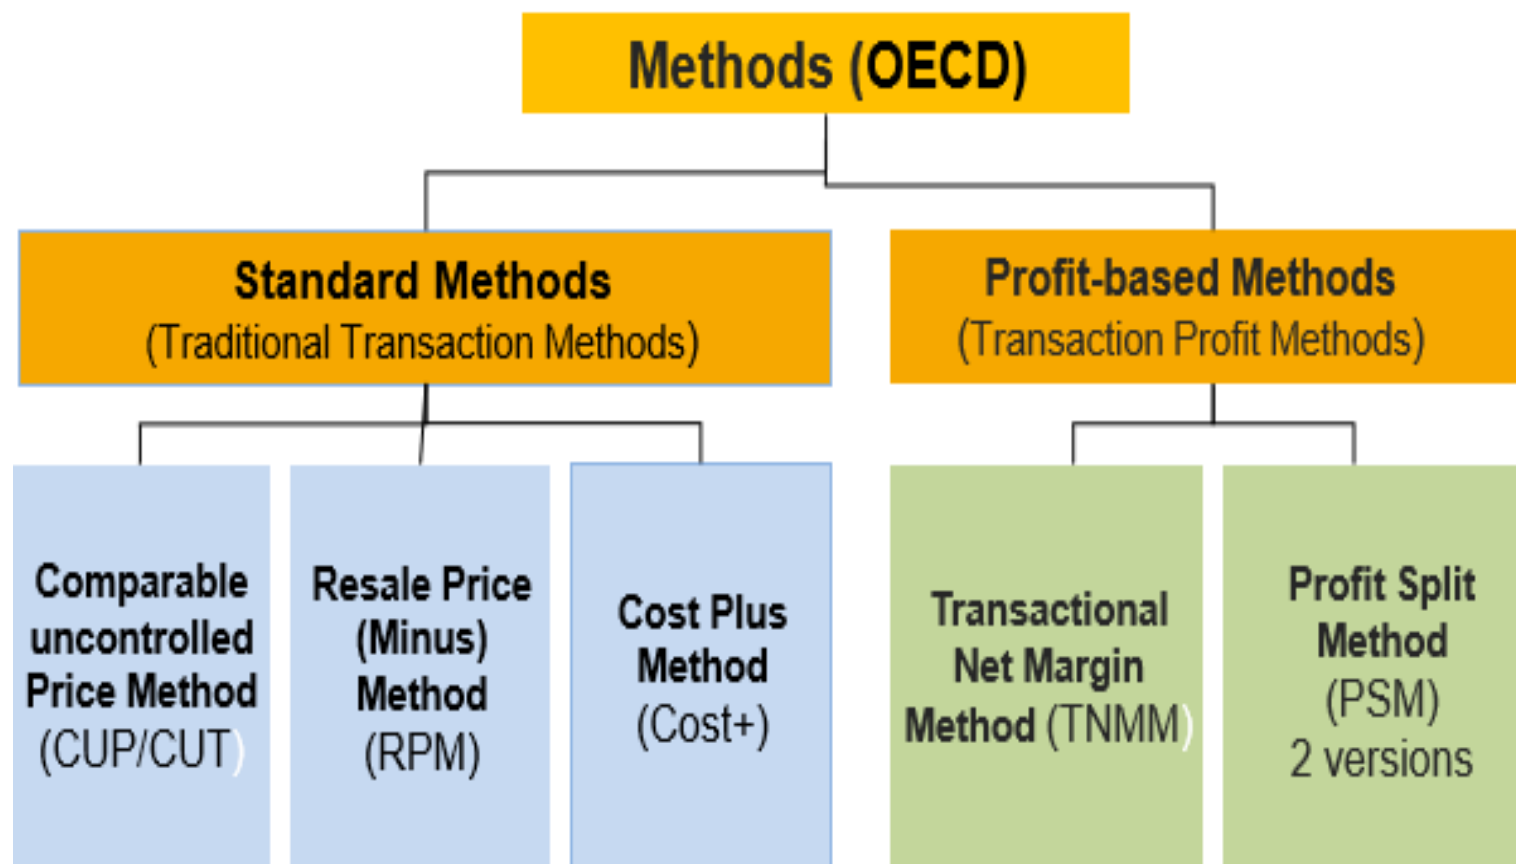 Methods (OECD)
Standard Methods
(Traditional Transaction Methods)
Profit-based Methods
(Transaction Profit Methods)
Comparable
uncontrolled
Price Method
(CUP/CUT)
Resale Price
(Minus)
Method
(RPM)
Cost Plus
Method
(Cost+)
Transactional
Net Margin
Method (TNMM)
Profit Split
Method
(PSM)
2 versions